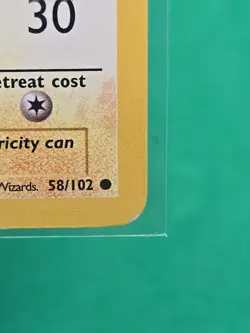 30
etreat cost
ricity can
Wizards. 58/102